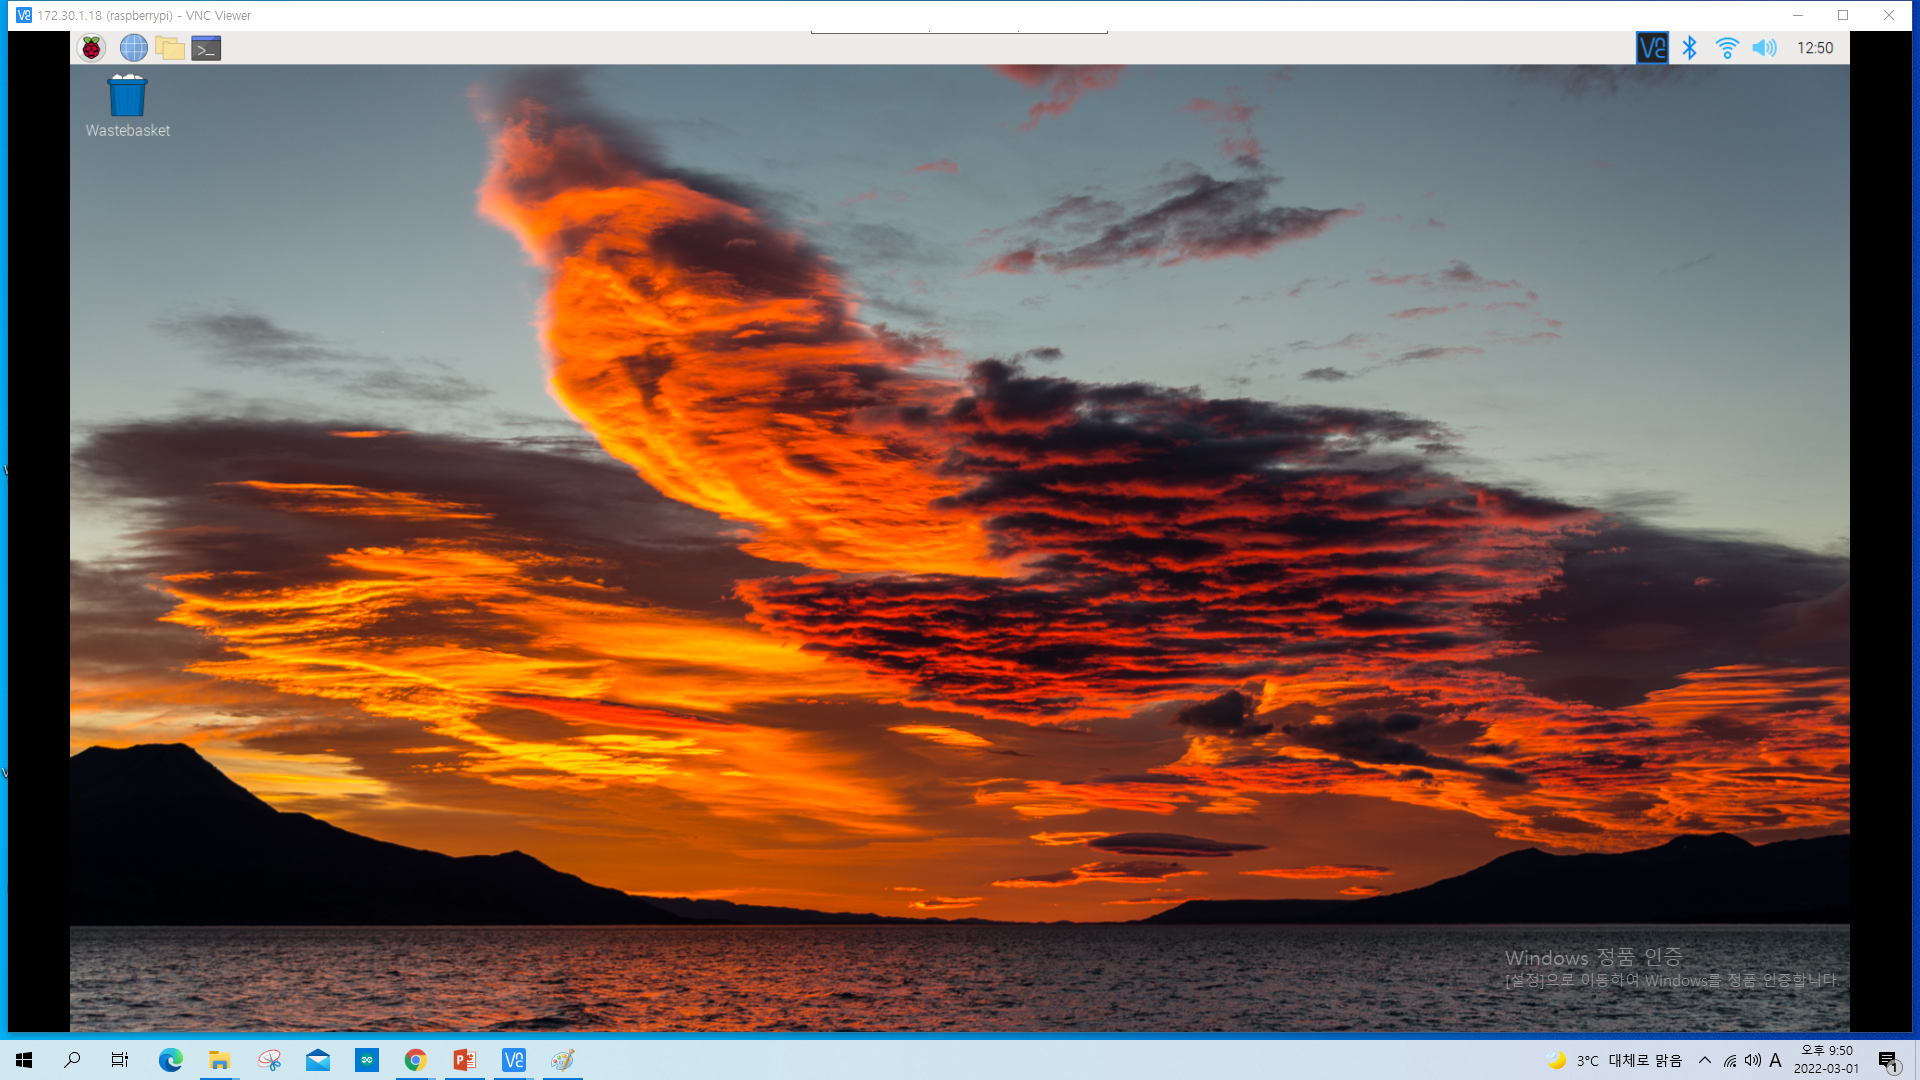 172.30.1.18 (raspberrypi) - VNC Viewer
12:50
Wastebasket
Windows 정품 인증
[설정]으로 이동하여 Windows를 정품 인증합니다.
3°C 대체로 맑음
A
오후 9:50
2022-03-01
1